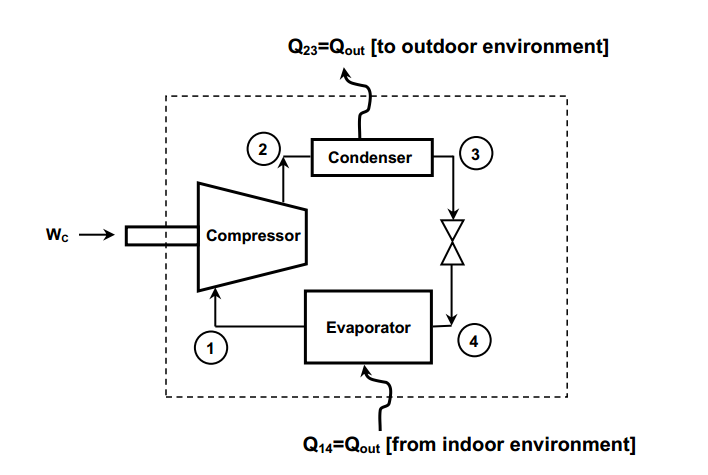 Q23=Qout [to outdoor environment]
2
Condenser
3
Wc
Compressor
Evaporator
1
4
Q14=Qout [from indoor environment]